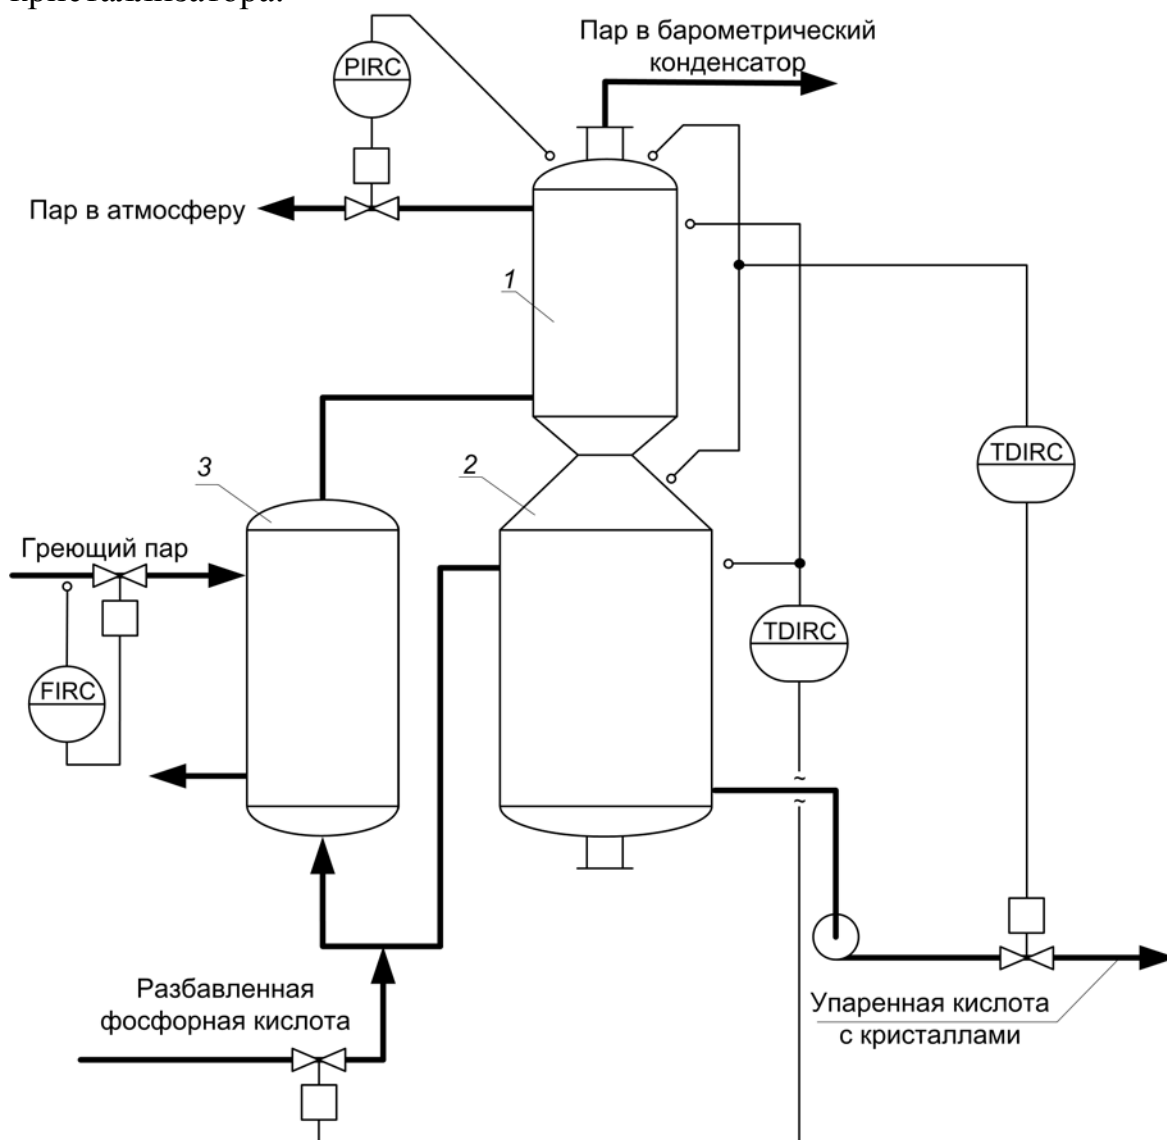 кристаллизатора.
Пар в барометрический
конденсатор
PIRC
Пар в атмосферу
1
TDIRC
3
2
Греющий пар
TDIRC
FIRC
~
~
Разбавленная
фосфорная кислота
Упаренная кислота
с кристаллами